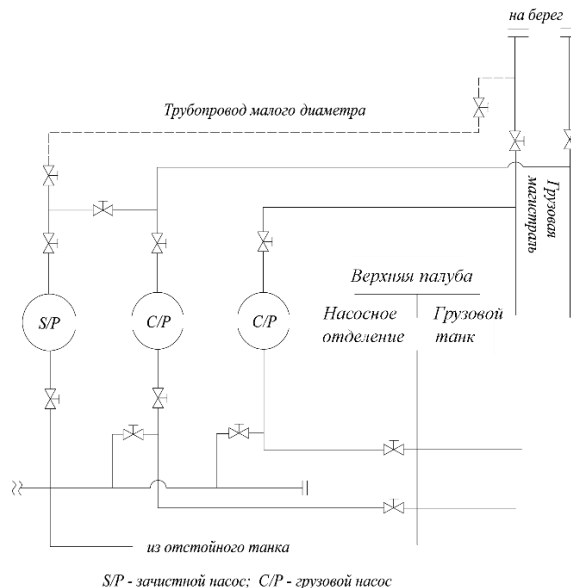 на берег
Трубопровод малого диаметра
Грузовая
магистраль
Верхняя палуба
Насосное
отделение
Грузовой
танк
S/P
C/P
C/P
из отстойного танка
S/P - зачистной насос; C/P - грузовой насос